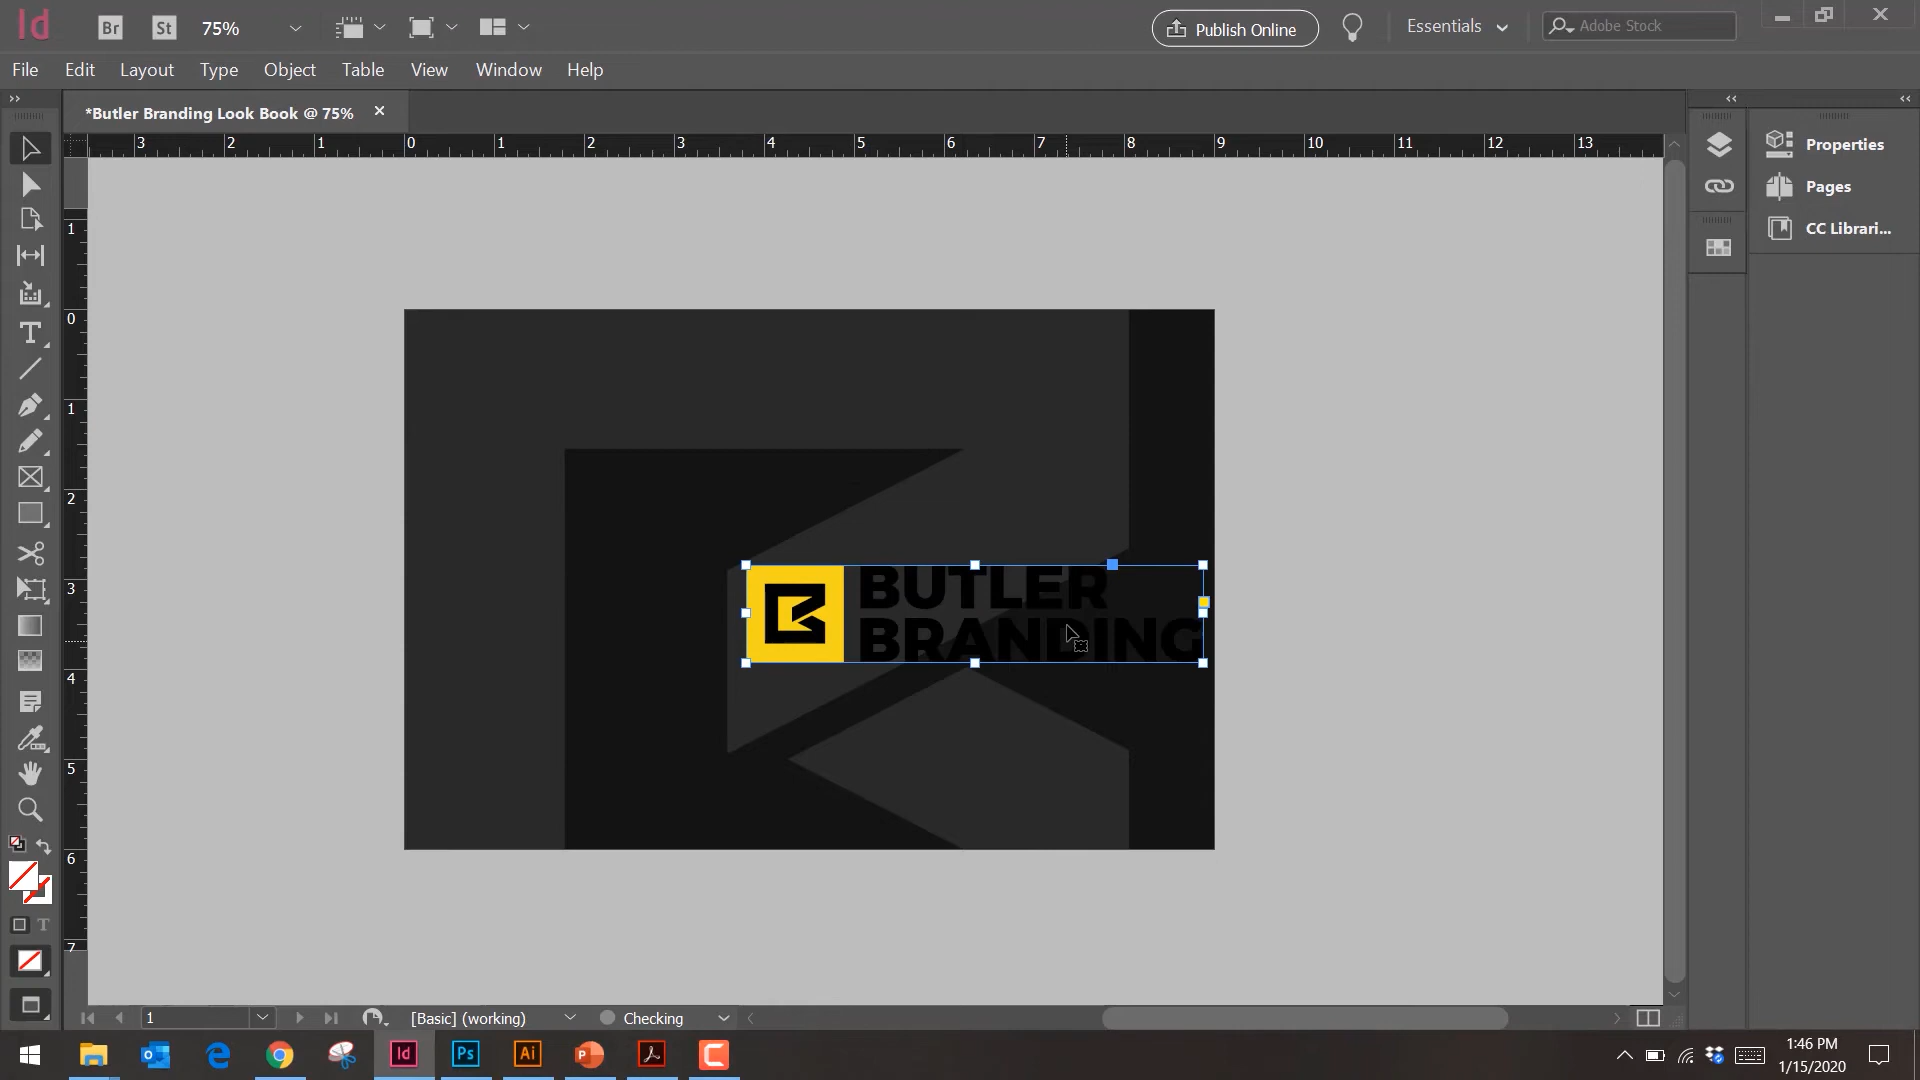 Id Br St 75% Publish Online Essentials Adobe Stock
File Edit Layout Type Object Table View Window Help
*Butler Branding Look Book @ 75%
3 2 1 0 1 2 3 4 5 6 7 8 9 10 11 12 13
1
0
1
2
3
4
5
6
7
Properties
Pages
CC Librari...
BUTLER
BRANDING
T
1 [Basic] (working) Checking
Id Ps Ai
1:46 PM
1/15/2020